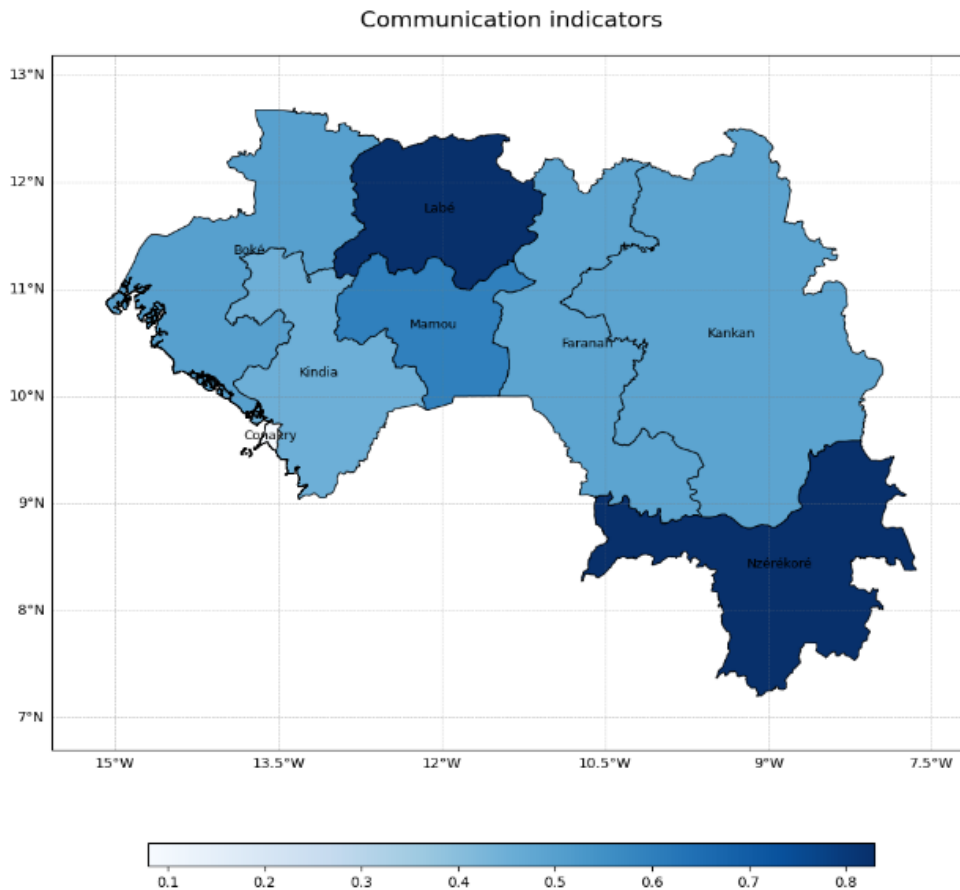 Communication indicators
13°N
12°N
11°N
10°N
9°N
8°N
7°N
Labé
Boké
Mamou
Kankan
Faranah
Kindia
Conakry
Nzérékoré
15°W 13.5°W 12°W 10.5°W 9°W 7.5°W
0.1 0.2 0.3 0.4 0.5 0.6 0.7 0.8